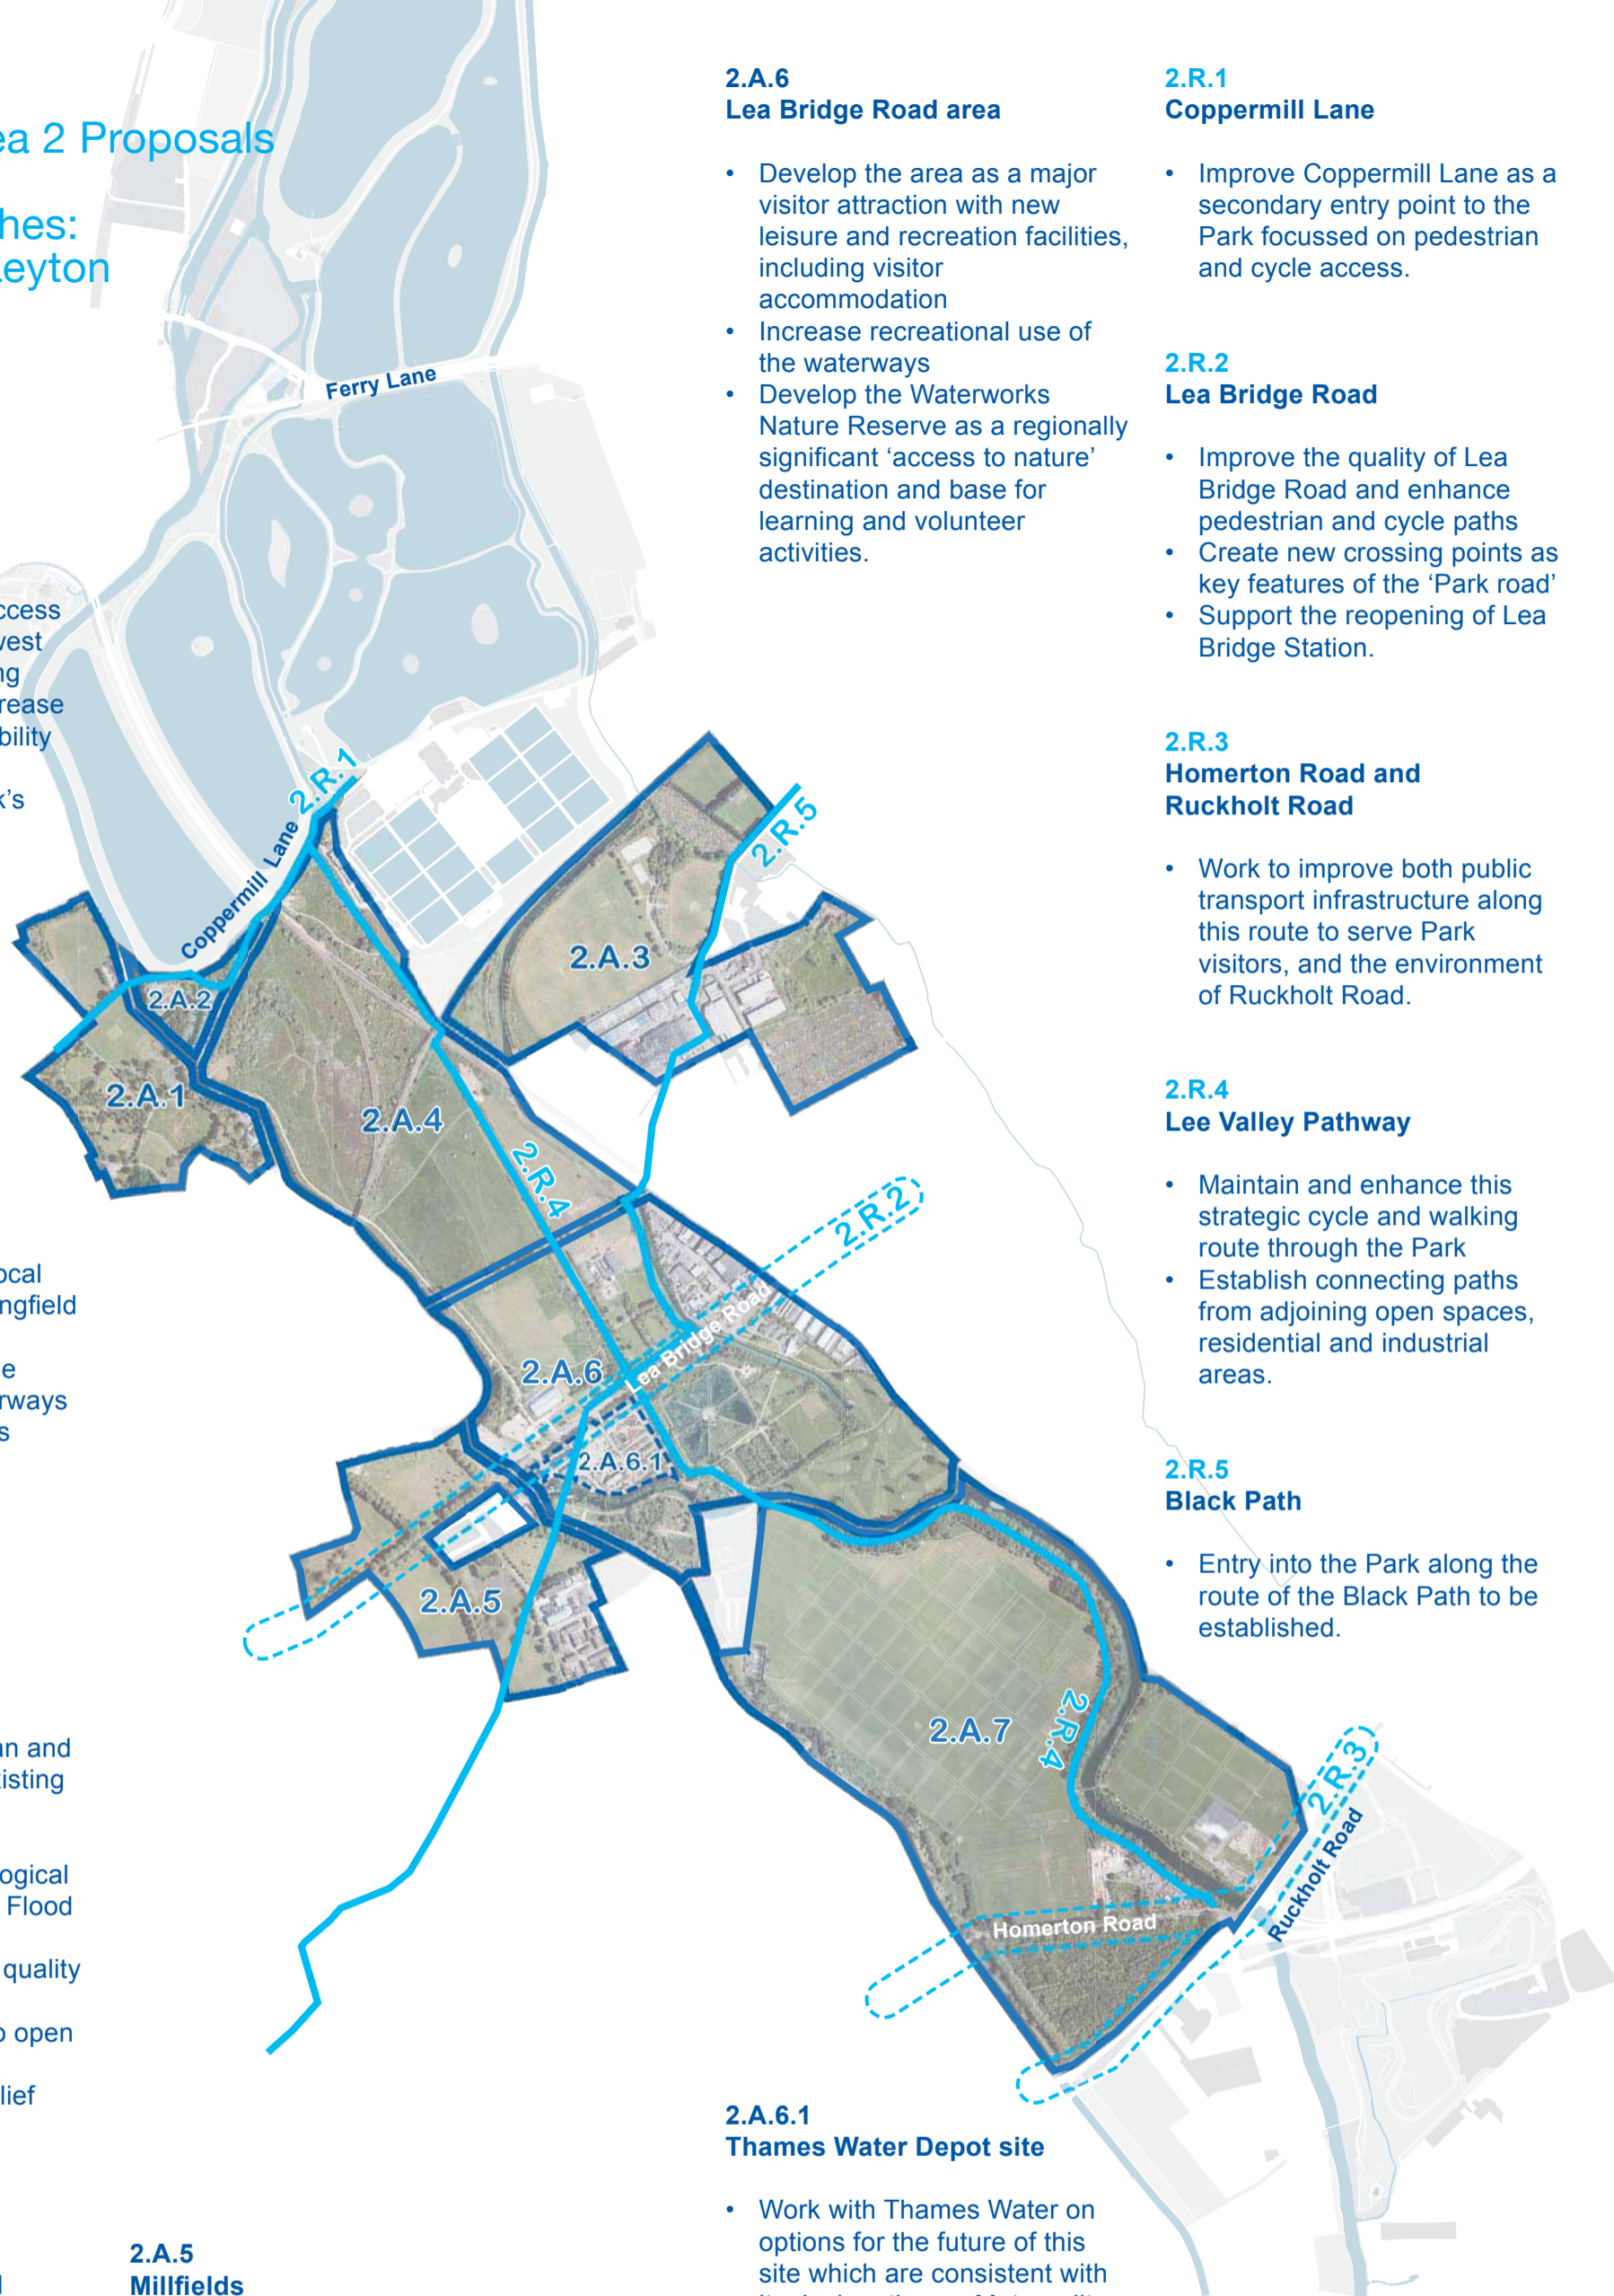 ea 2 Proposals
hes:
Leyton
ccess
vest
ng
rease
bility
k's
ocal
ngfield
e
rways
s
an and
isting
ogical
Flood
quality
o open
lief
2.A.5
Millfields
Ferry Lane
2.R.1
Coppermill Lane
2.R.5
2.A.3
2.A.2
2.A.1
2.A.4
2.R.4
2.R.2
Lea Bridge Road
2.A.6
2.A.6.1
2.A.5
2.A.7
2.R.4
2.R.3
Ruckholt Road
Homerton Road
2.A.6
Lea Bridge Road area
• Develop the area as a major
visitor attraction with new
leisure and recreation facilities,
including visitor
accommodation
• Increase recreational use of
the waterways
• Develop the Waterworks
Nature Reserve as a regionally
significant ‘access to nature’
destination and base for
learning and volunteer
activities.
2.A.6.1
Thames Water Depot site
• Work with Thames Water on
options for the future of this
site which are consistent with
2.R.1
Coppermill Lane
• Improve Coppermill Lane as a
secondary entry point to the
Park focussed on pedestrian
and cycle access.
2.R.2
Lea Bridge Road
• Improve the quality of Lea
Bridge Road and enhance
pedestrian and cycle paths
• Create new crossing points as
key features of the ‘Park road’
• Support the reopening of Lea
Bridge Station.
2.R.3
Homerton Road and
Ruckholt Road
• Work to improve both public
transport infrastructure along
this route to serve Park
visitors, and the environment
of Ruckholt Road.
2.R.4
Lee Valley Pathway
• Maintain and enhance this
strategic cycle and walking
route through the Park
• Establish connecting paths
from adjoining open spaces,
residential and industrial
areas.
2.R.5
Black Path
• Entry into the Park along the
route of the Black Path to be
established.